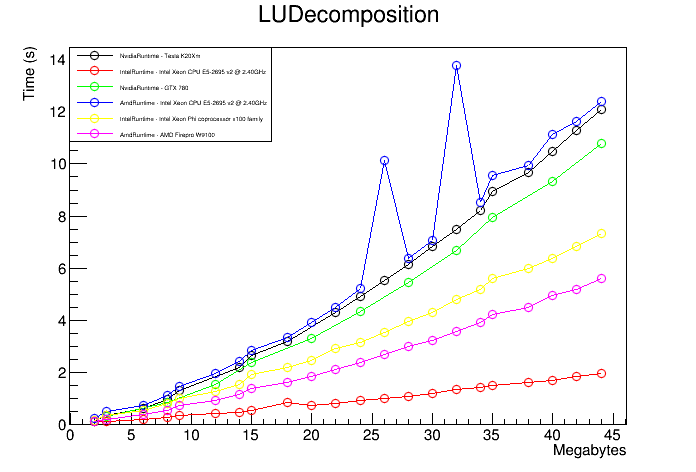 LUDecomposition
Time (s)
NvidiaRuntime - Tesla K20Xm
IntelRuntime - Intel Xeon CPU E5-2695 v2 @ 2.40GHz
NvidiaRuntime - GTX 780
AmdRuntime - Intel Xeon CPU E5-2695 v2 @ 2.40GHz
IntelRuntime - Intel Xeon Phi coprocessor x100 family
AmdRuntime - AMD Firepro W9100
14
12
10
8
6
4
2
0
0 5 10 15 20 25 30 35 40 45
Megabytes